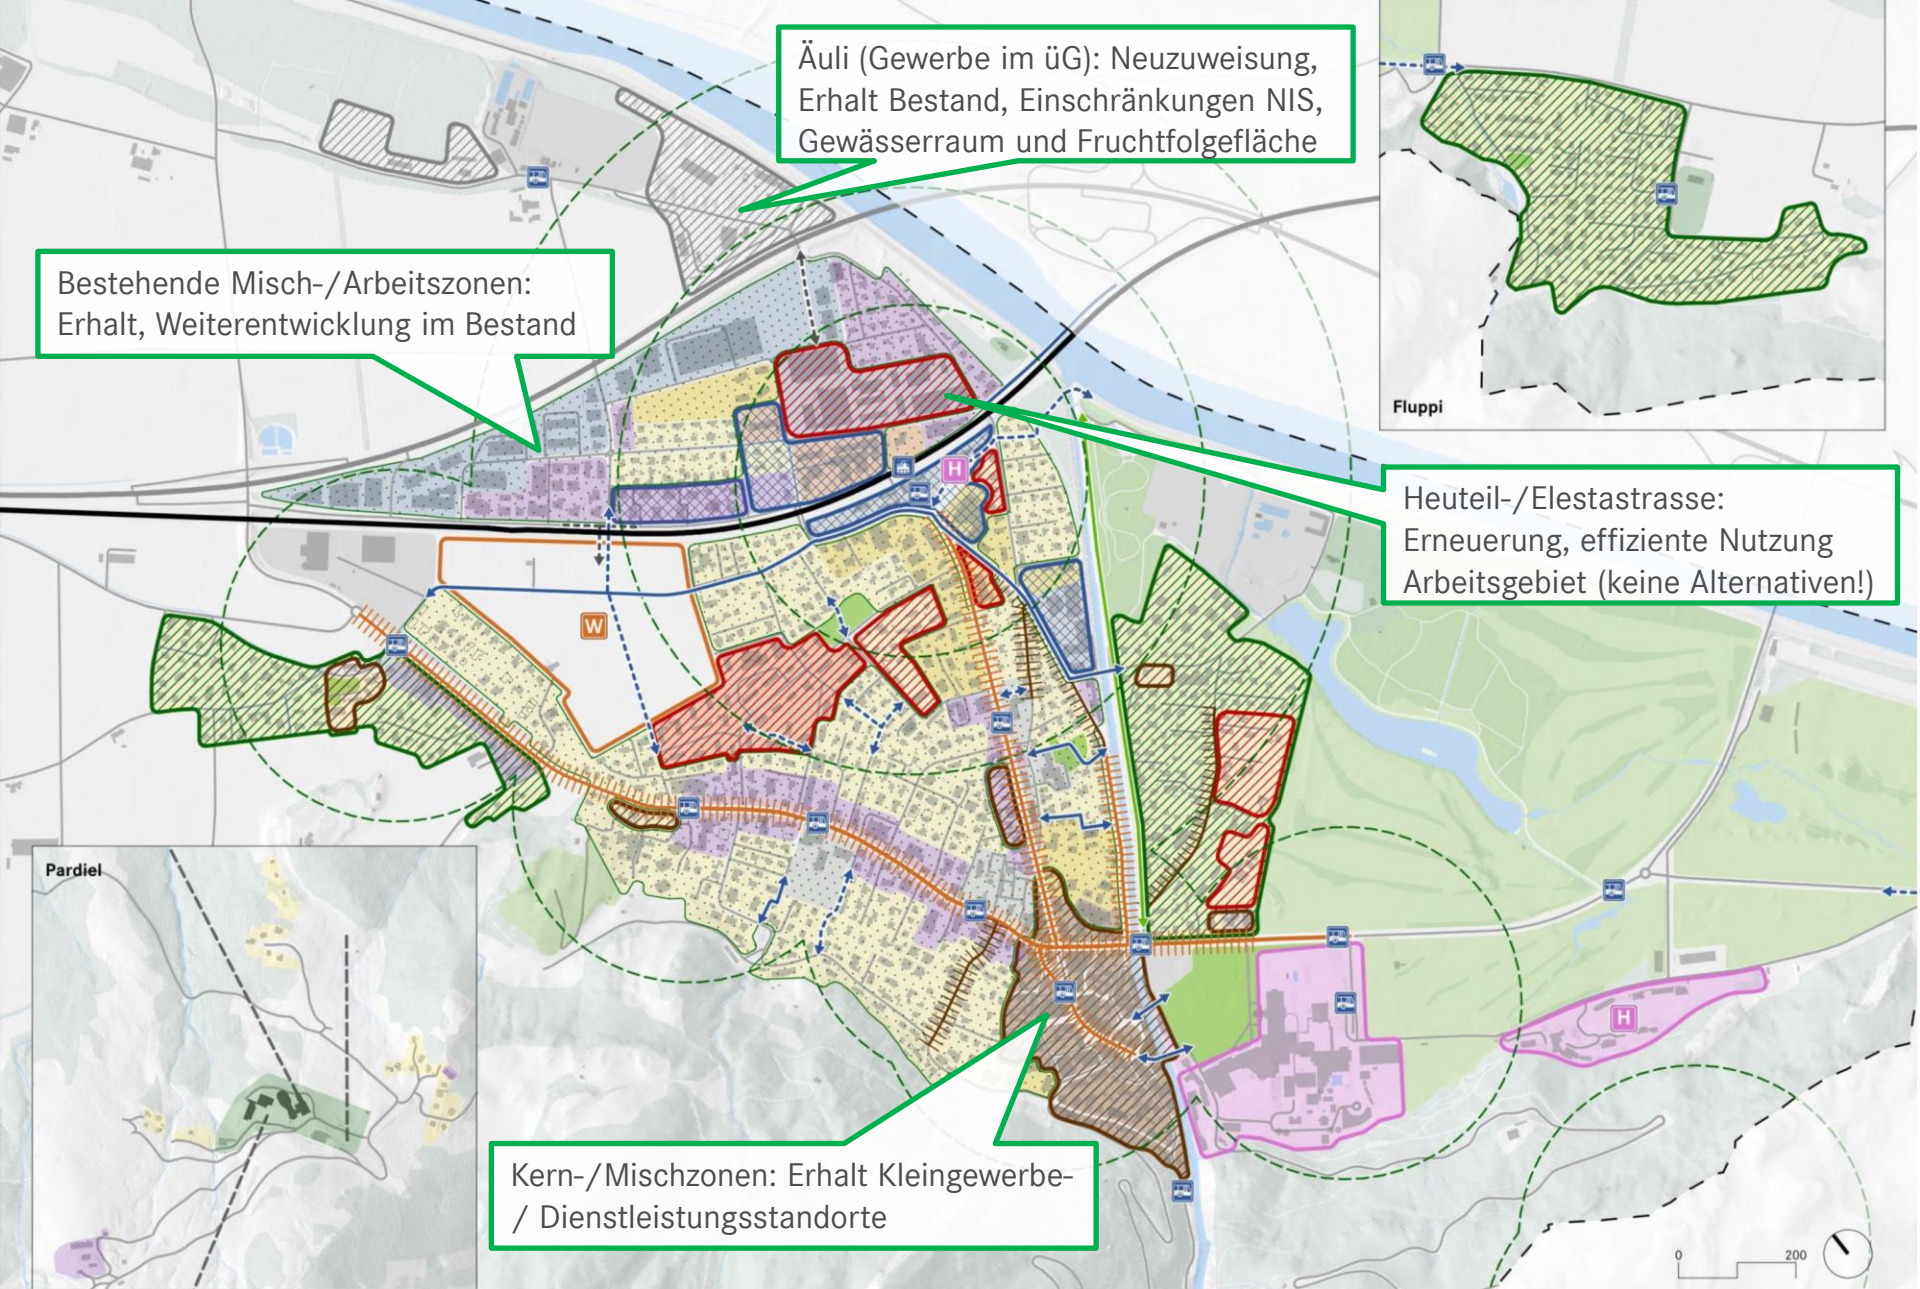 Äuli (Gewerbe im üG): Neuzuweisung,
Erhalt Bestand, Einschränkungen NIS,
Gewässerraum und Fruchtfolgefläche
Bestehende Misch-/Arbeitszonen:
Erhalt, Weiterentwicklung im Bestand
Fluppi
Heuteil-/Elestastrasse:
Erneuerung, effiziente Nutzung
Arbeitsgebiet (keine Alternativen!)
H
W
Pardiel
H
Kern-/Mischzonen: Erhalt Kleingewerbe-
/ Dienstleistungsstandorte
0 200